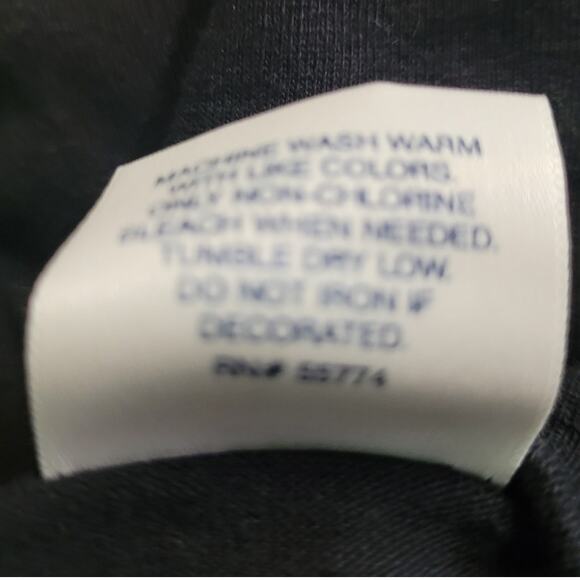 MACHINE WASH WARM
WITH LIKE COLORS.
ONLY NON-CHLORINE
BLEACH WHEN NEEDED.
TUMBLE DRY LOW.
DO NOT IRON IF
DECORATED.
RN# 55774